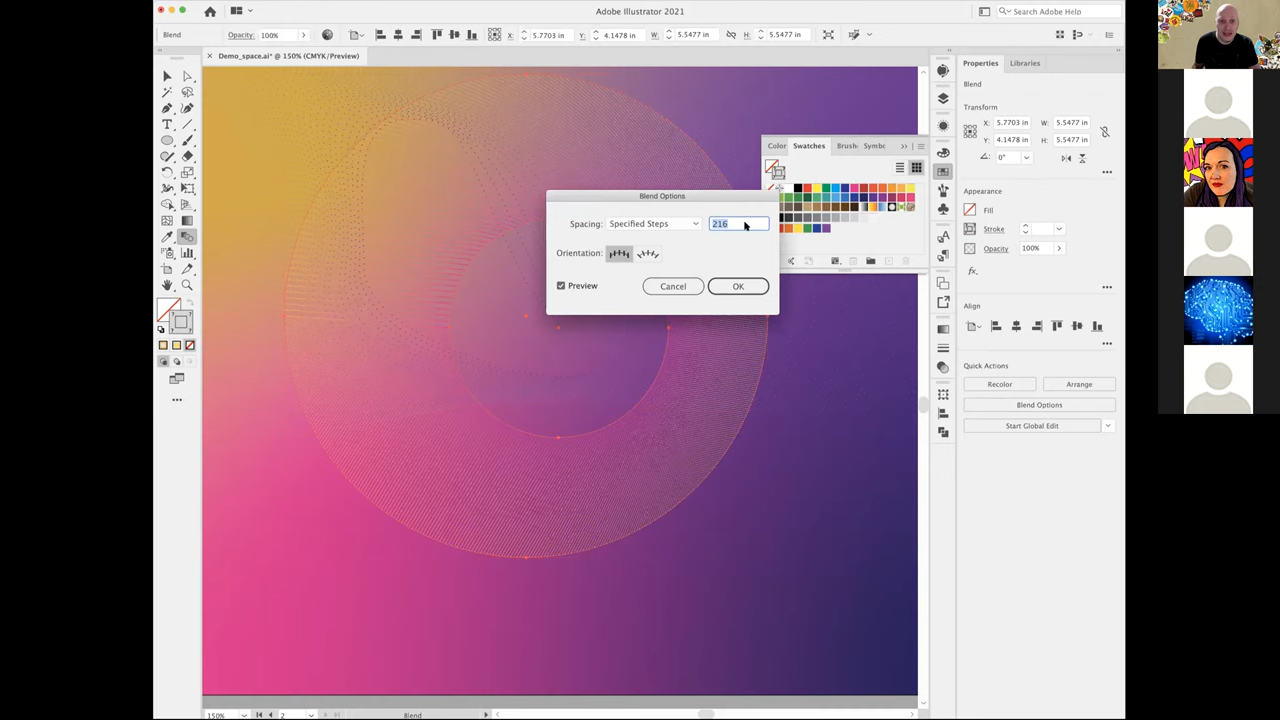 Adobe Illustrator 2021
Search Adobe Help
Blend
Opacity: 100%
X: 5.7703 in
Y: 4.1478 in
W: 5.5477 in
H: 5.5477 in
Demo_space.ai* @ 150% (CMYK/Preview)
Properties
Libraries
Blend
Transform
X: 5.7703 in
W: 5.5477 in
Y: 4.1478 in
H: 5.5477 in
0°
Color
Swatches
Brush
Symbc
Blend Options
Spacing: Specified Steps
216
Orientation:
Preview
Cancel
OK
Appearance
Fill
Stroke
Opacity
100%
fx.
Align
Quick Actions
Recolor
Arrange
Blend Options
Start Global Edit
150%
2
Blend